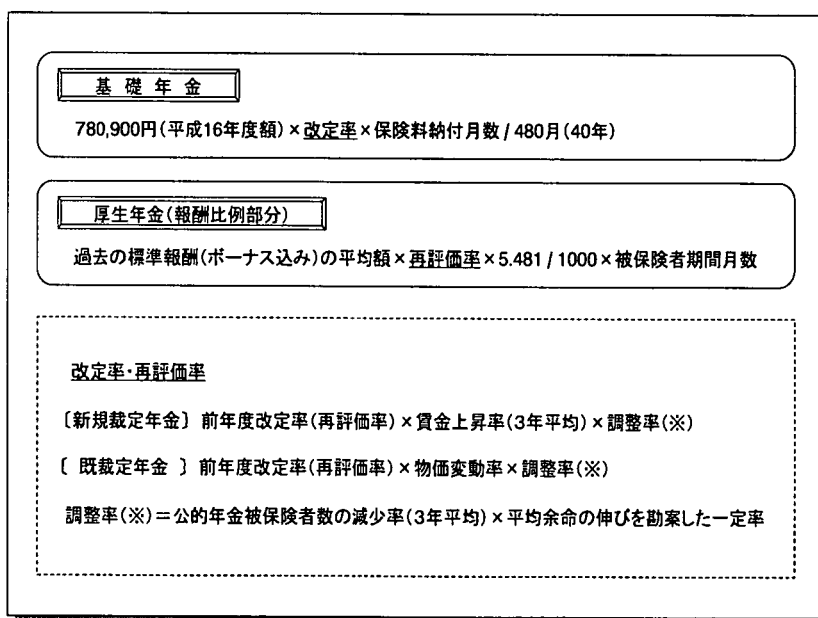 基礎年金
780,900円(平成16年度額)×改定率×保険料納付月数/480月(40年)
厚生年金(報酬比例部分)
過去の標準報酬(ボーナス込み)の平均額×再評価率×5.481/1000×被保険者期間月数
改定率・再評価率
〔新規裁定年金〕前年度改定率(再評価率)×賃金上昇率(3年平均)×調整率(※)
〔 既裁定年金 〕前年度改定率(再評価率)×物価変動率×調整率(※)
調整率(※)=公的年金被保険者数の減少率(3年平均)×平均余命の伸びを勘案した一定率